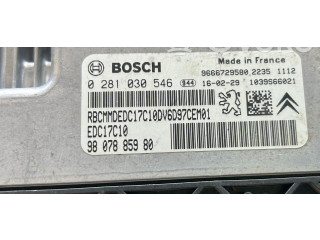 BOSCH
Made in France
9666729580 2235 1112
0 281 030 546 044 16-02-29 1039S66021
RBCMMDEDC17C10DV6D97CEM01
EDC17C10
98 078 859 80